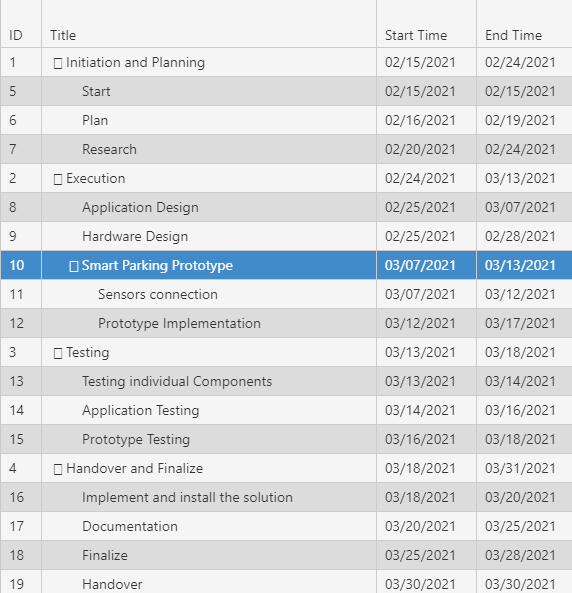 ID Title Start Time End Time
1 Initiation and Planning 02/15/2021 02/24/2021
5 Start 02/15/2021 02/15/2021
6 Plan 02/16/2021 02/19/2021
7 Research 02/20/2021 02/24/2021
2 Execution 02/24/2021 03/13/2021
8 Application Design 02/25/2021 03/07/2021
9 Hardware Design 02/25/2021 02/28/2021
10 Smart Parking Prototype 03/07/2021 03/13/2021
11 Sensors connection 03/07/2021 03/12/2021
12 Prototype Implementation 03/12/2021 03/17/2021
3 Testing 03/13/2021 03/18/2021
13 Testing individual Components 03/13/2021 03/14/2021
14 Application Testing 03/14/2021 03/16/2021
15 Prototype Testing 03/16/2021 03/18/2021
4 Handover and Finalize 03/18/2021 03/31/2021
16 Implement and install the solution 03/18/2021 03/20/2021
17 Documentation 03/20/2021 03/25/2021
18 Finalize 03/25/2021 03/28/2021
19 Handover 03/30/2021 03/30/2021